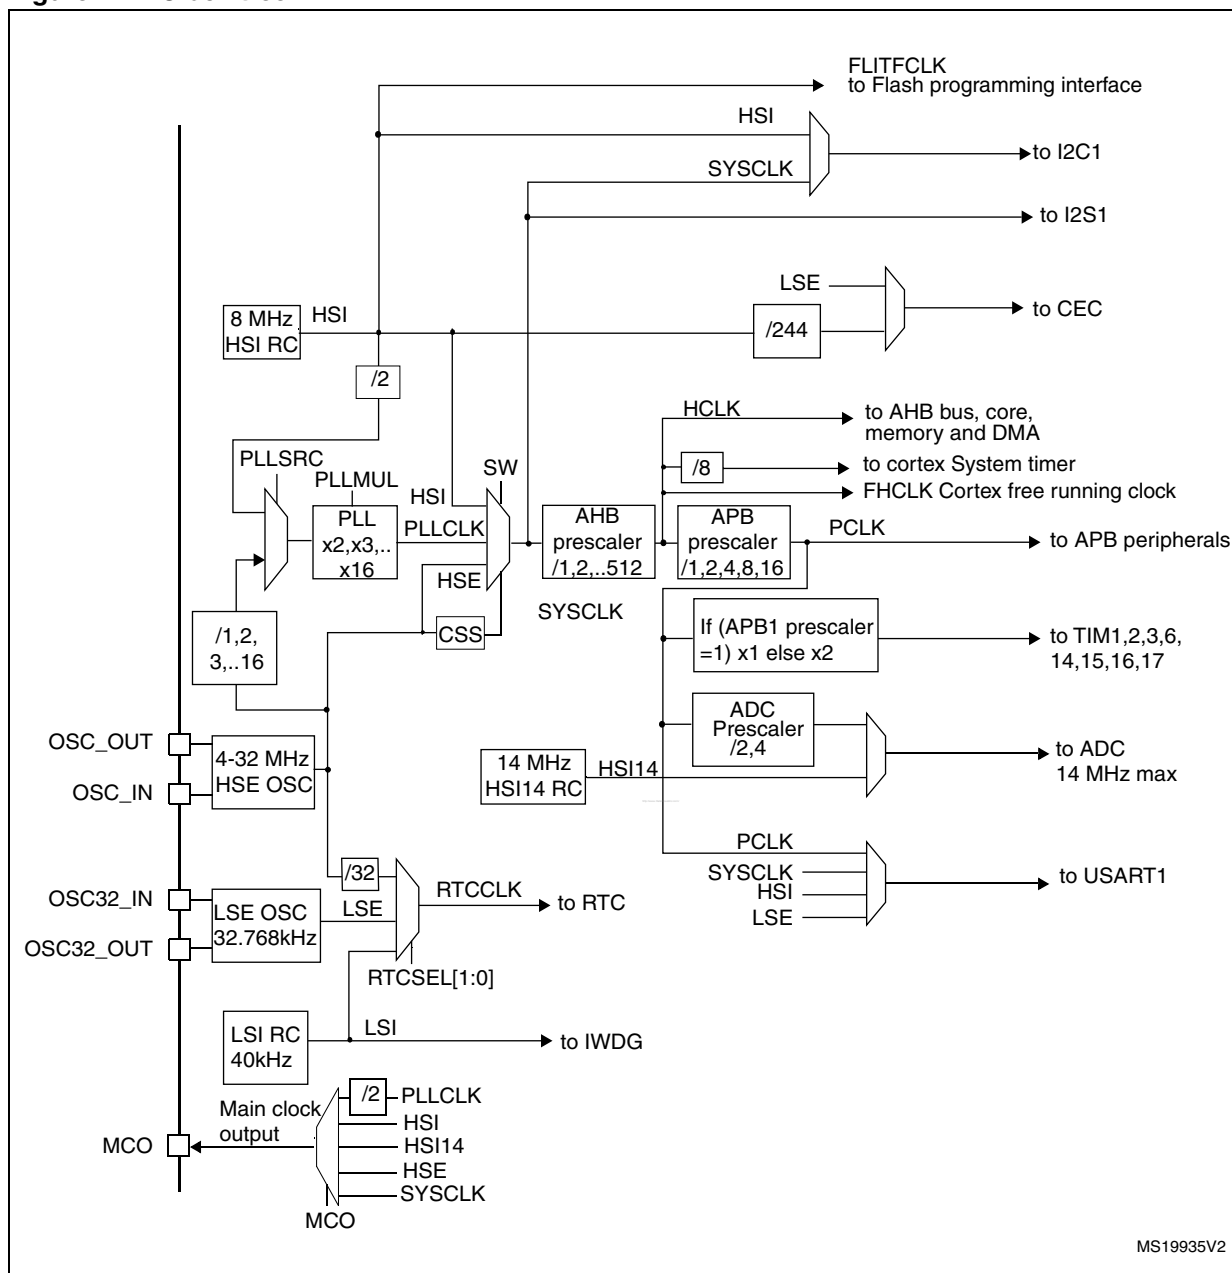 FLITFCLK
to Flash programming interface
HSI
to I2C1
SYSCLK
to I2S1
LSE
to CEC
8 MHz
HSI RC
HSI
/244
/2
HCLK
to AHB bus, core,
memory and DMA
/8
to cortex System timer
FHCLK Cortex free running clock
PLLSRC
PLLMUL
SW
HSI
PLL
x2,x3,..
x16
PLLCLK
HSE
AHB
prescaler
/1,2,..512
APB
prescaler
/1,2,4,8,16
PCLK
to APB peripherals
SYSCLK
CSS
/1,2,
3,..16
If (APB1 prescaler
=1) x1 else x2
to TIM1,2,3,6,
14,15,16,17
ADC
Prescaler
/2,4
OSC_OUT
OSC_IN
4-32 MHz
HSE OSC
14 MHz
HSI14 RC
HSI14
to ADC
14 MHz max
PCLK
SYSCLK
HSI
LSE
to USART1
/32
OSC32_IN
OSC32_OUT
LSE OSC
32.768kHz
LSE
RTCCLK
to RTC
RTCSEL[1:0]
LSI RC
40kHz
LSI
to IWDG
/2
PLLCLK
Main clock
output
HSI
MCO
HSI14
HSE
SYSCLK
MCO
MS19935V2